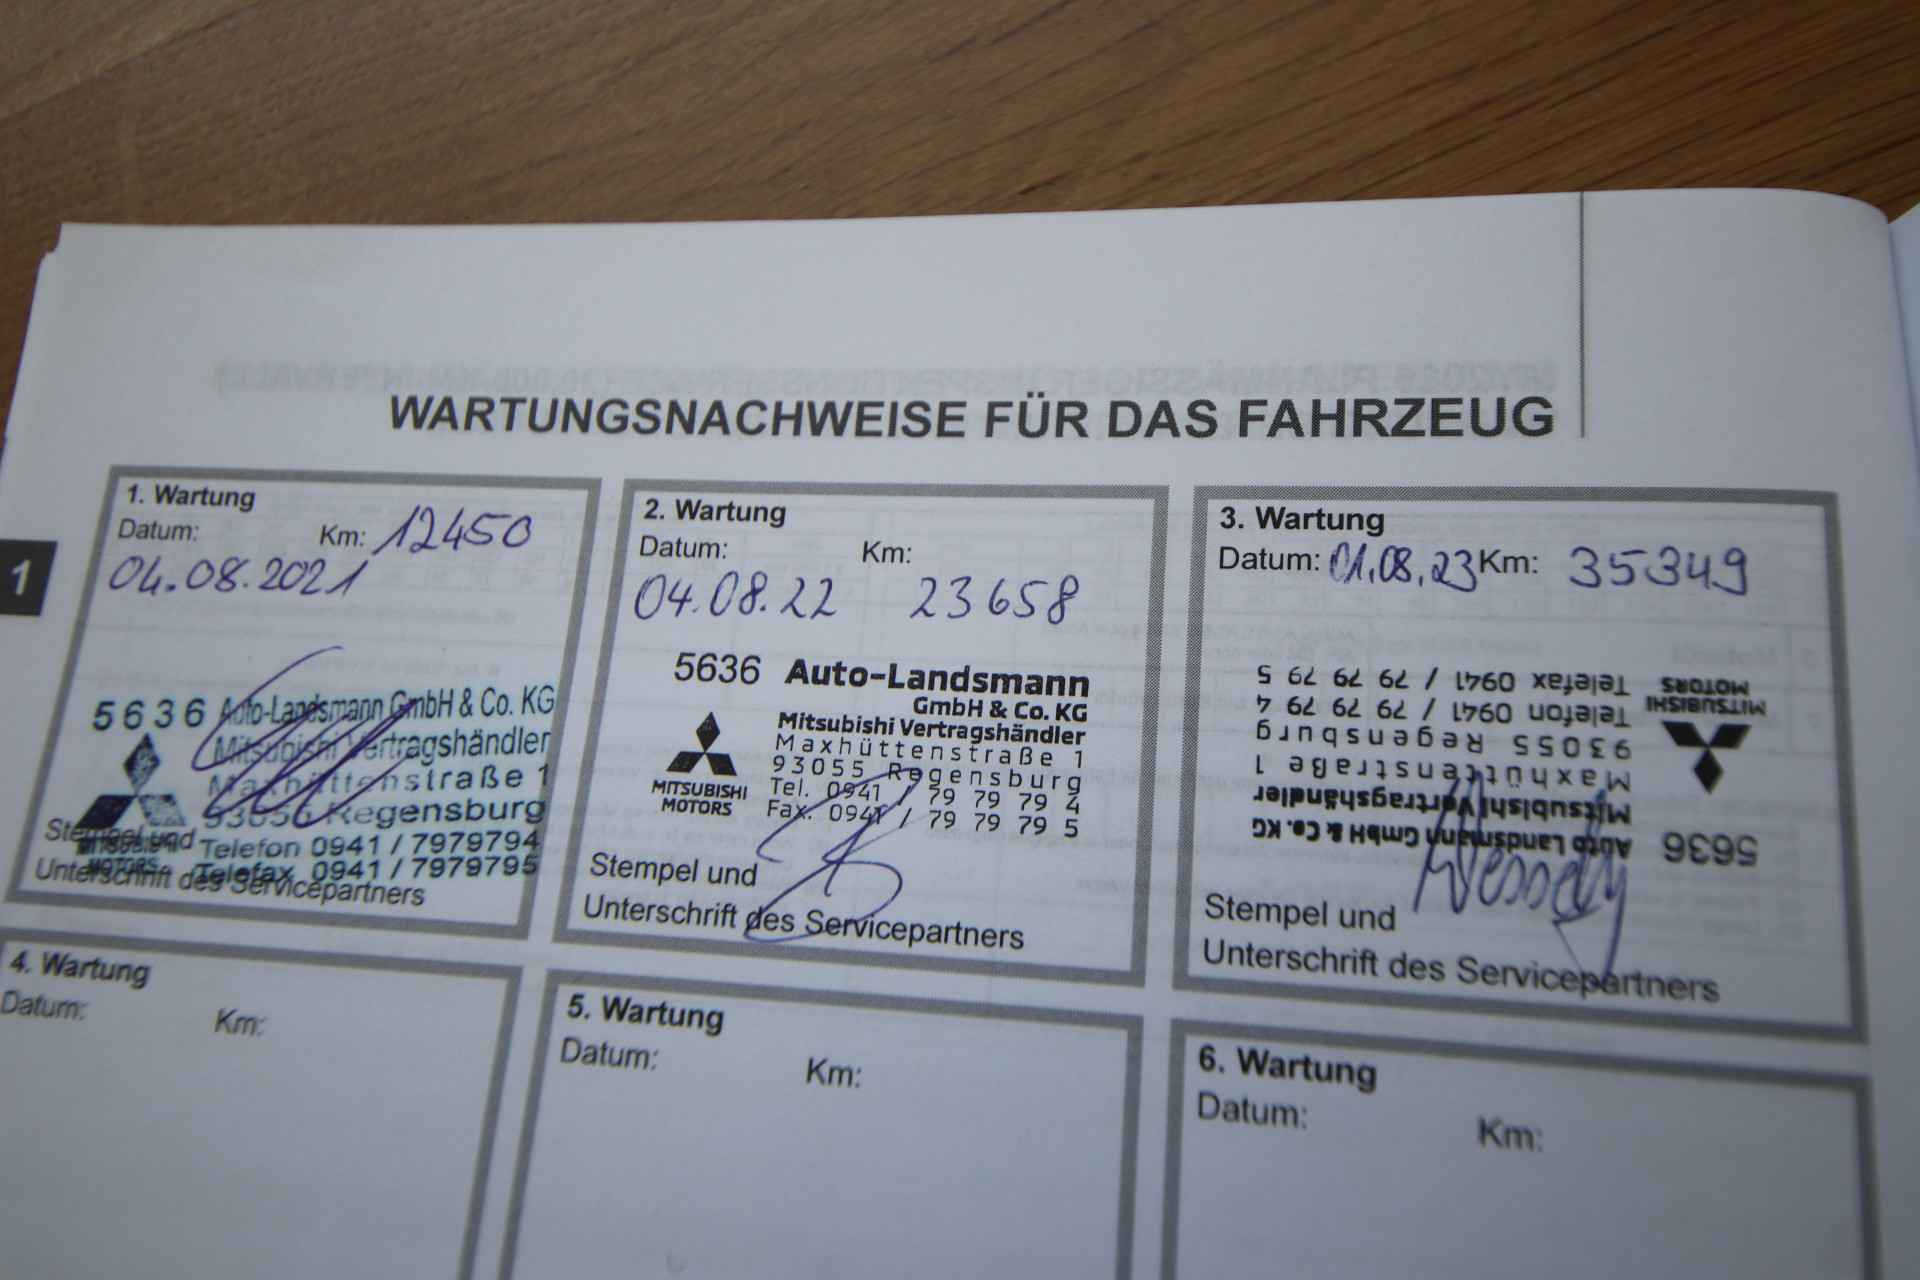 WARTUNGSNACHWEISE FÜR DAS FAHRZEUG
1
1. Wartung
Datum: Km: 12450
04.08.2021
5636 Auto-Landsmann GmbH & Co. KG
Mitsubishi Vertragshändler
Maxhüttenstraße 1
93055 Regensburg
Telefon 0941 / 7979794
Telefax 0941 / 7979795
MOTORS
Stempel und
Unterschrift des Servicepartners
2. Wartung
Datum: Km:
04.08.22 23658
5636 Auto-Landsmann
GmbH & Co. KG
Mitsubishi Vertragshändler
Maxhüttenstraße 1
93055 Regensburg
Tel. 0941 / 79 79 79 4
Fax. 0941 / 79 79 79 5
MITSUBISHI
MOTORS
Stempel und
Unterschrift des Servicepartners
3. Wartung
Datum: 01.08.23 Km: 35349
5636 Auto Landsmann GmbH & Co. KG
Mitsubishi Vertragshändler
Maxhüttenstraße 1
93055 Regensburg
Telefon 0941 / 79 79 79 4
Telefax 0941 / 79 79 79 5
MITSUBISHI
MOTORS
Stempel und
Unterschrift des Servicepartners
4. Wartung
Datum: Km:
5. Wartung
Datum: Km:
6. Wartung
Datum: Km: